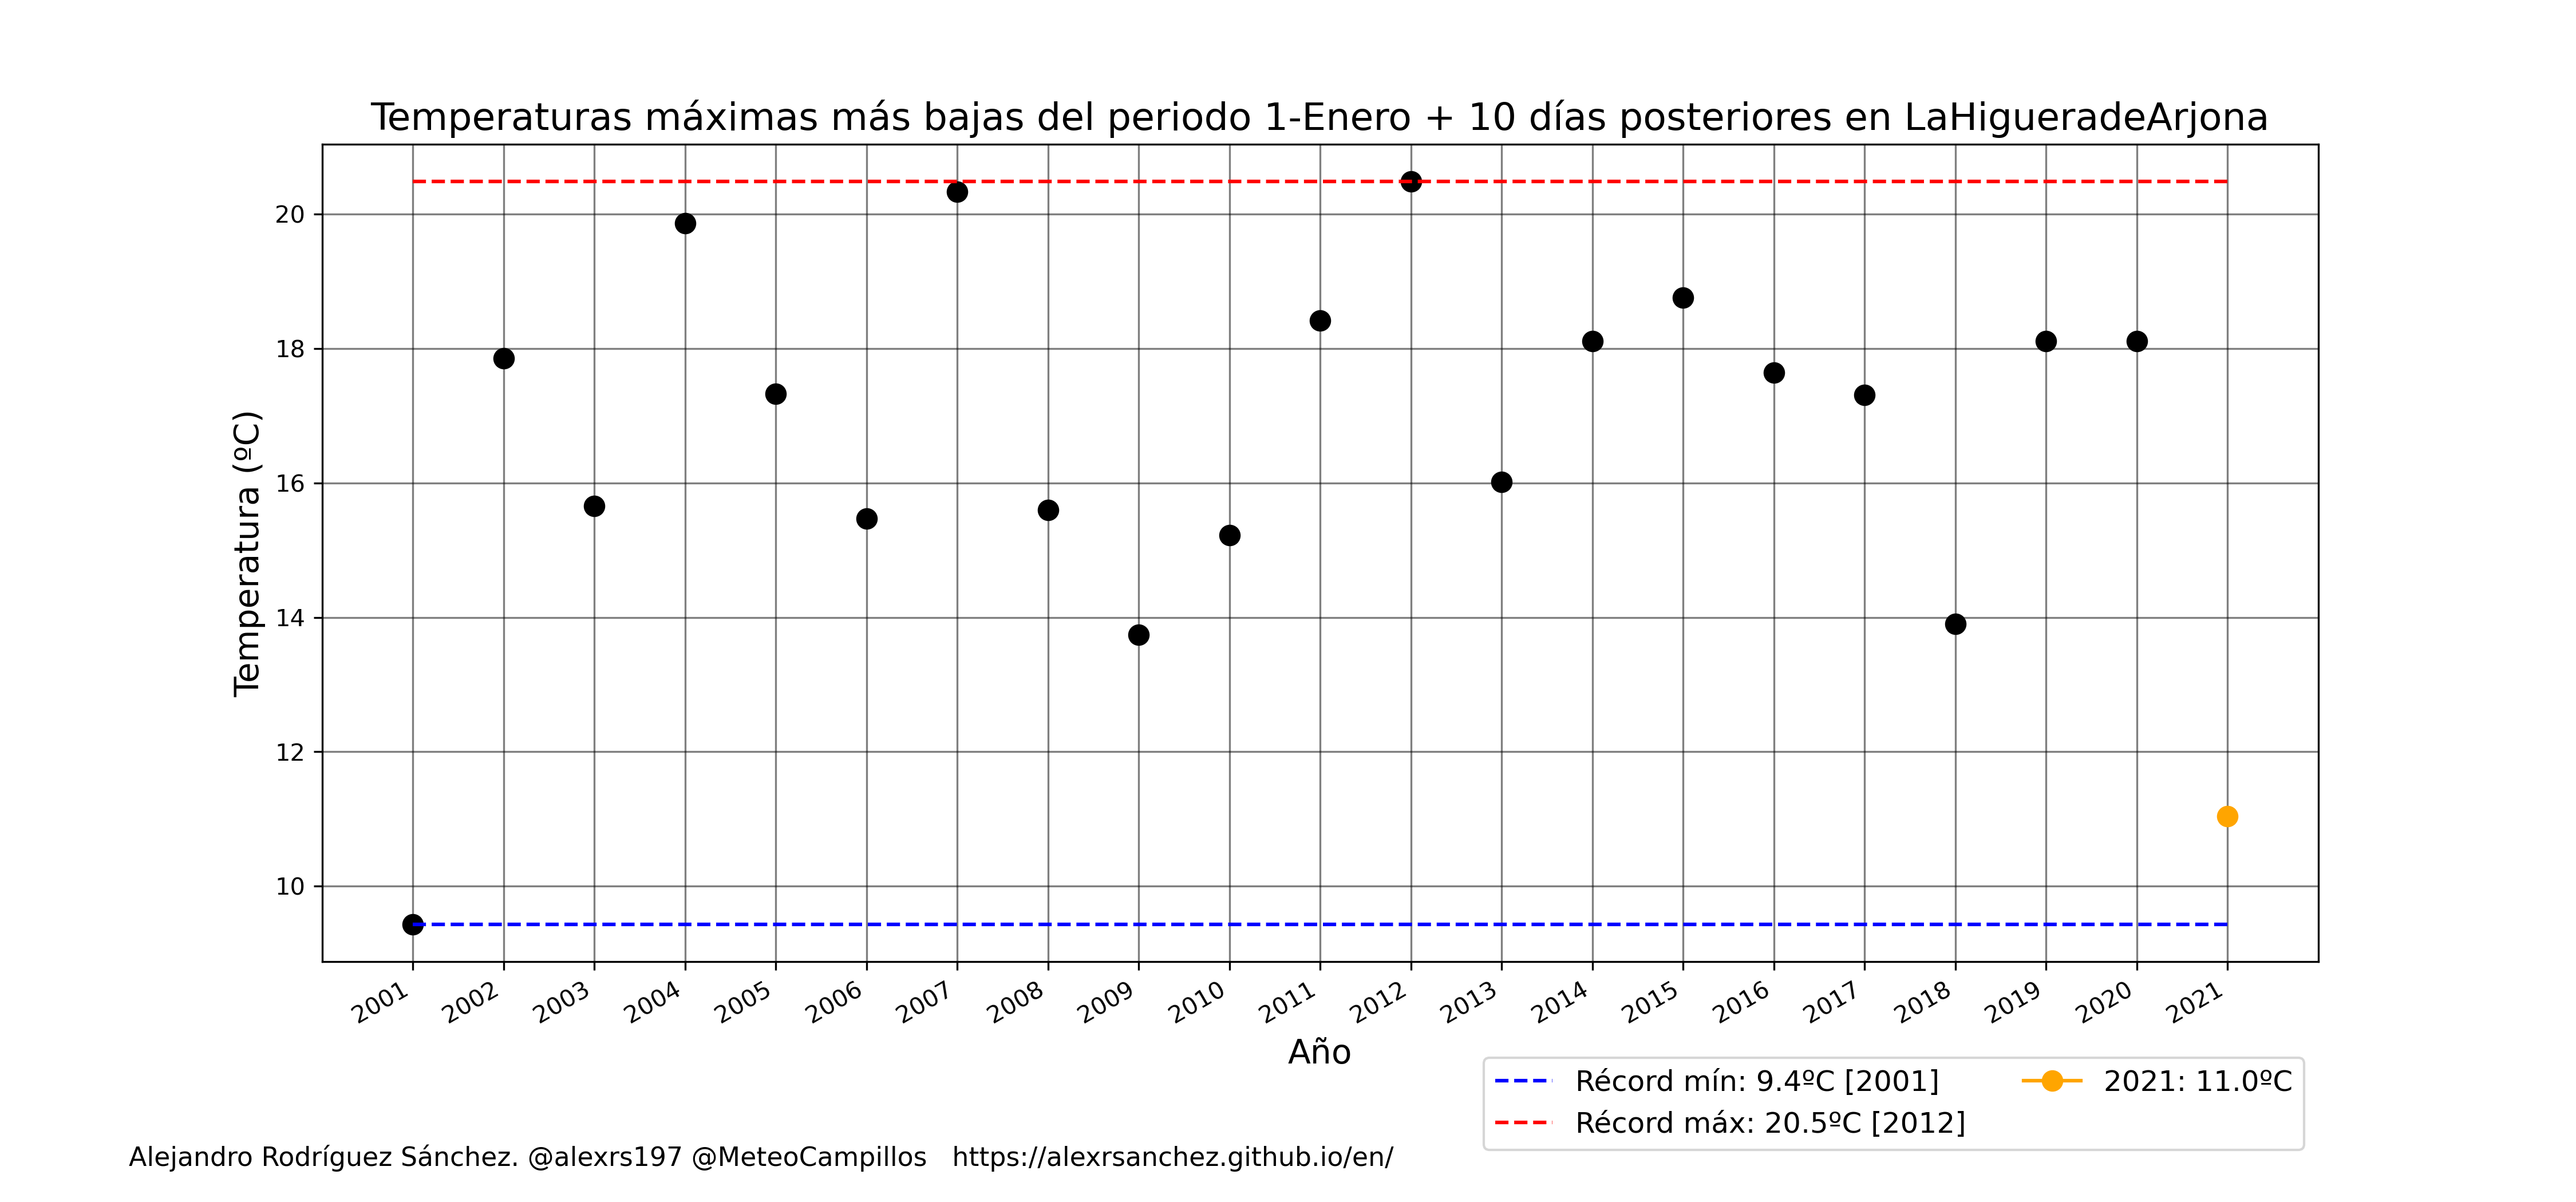 Temperaturas máximas más bajas del periodo 1-Enero + 10 días posteriores en LaHigueradeArjona
Temperatura (ºC)
20
18
16
14
12
10
2001 2002 2003 2004 2005 2006 2007 2008 2009 2010 2011 2012 2013 2014 2015 2016 2017 2018 2019 2020 2021
Año
Récord mín: 9.4ºC [2001]
Récord máx: 20.5ºC [2012]
2021: 11.0ºC
Alejandro Rodríguez Sánchez. @alexrs197 @MeteoCampillos https://alexrsanchez.github.io/en/